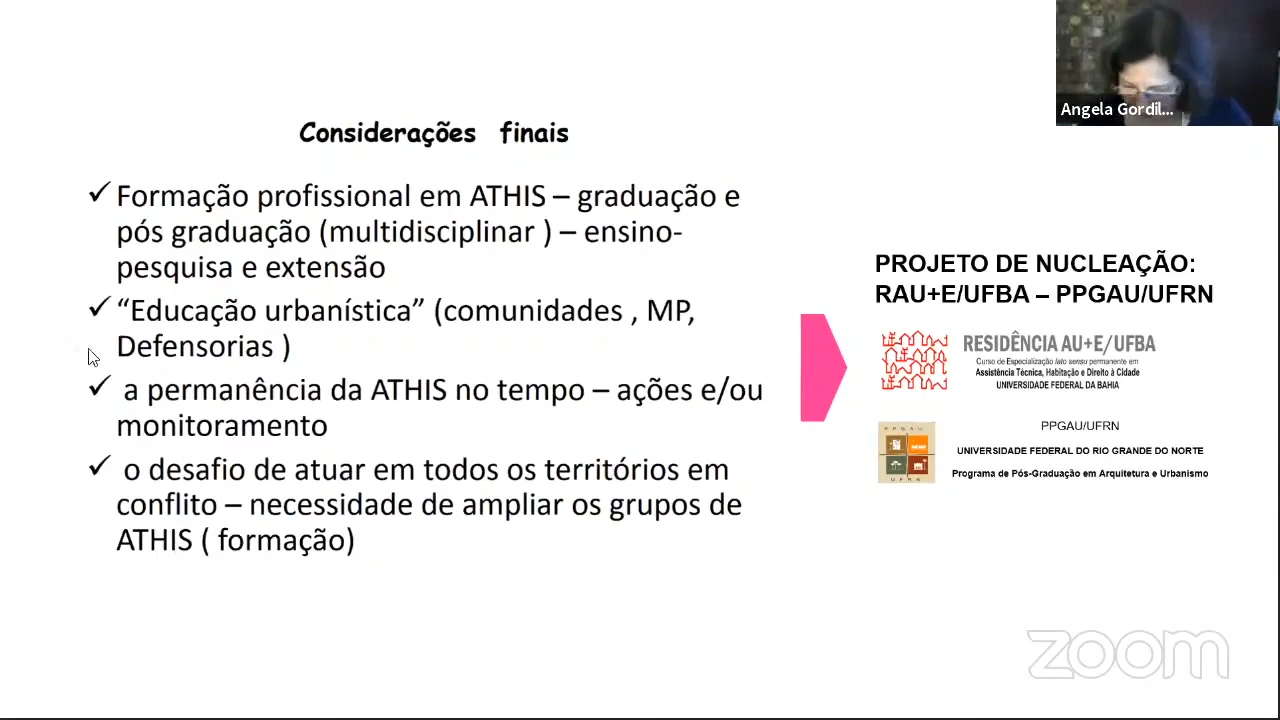 Angela Gordil...
Considerações finais
✓ Formação profissional em ATHIS – graduação e
pós graduação (multidisciplinar ) – ensino-
pesquisa e extensão
✓ “Educação urbanística” (comunidades , MP,
Defensorias )
✓ a permanência da ATHIS no tempo – ações e/ou
monitoramento
✓ o desafio de atuar em todos os territórios em
conflito – necessidade de ampliar os grupos de
ATHIS ( formação)
PROJETO DE NUCLEAÇÃO:
RAU+E/UFBA – PPGAU/UFRN
RESIDÊNCIA AU+E/UFBA
Curso de Especialização lato sensu permanente em
Assistência Técnica, Habitação e Direito à Cidade
UNIVERSIDADE FEDERAL DA BAHIA
PPGAU
UFRN
PPGAU/UFRN
UNIVERSIDADE FEDERAL DO RIO GRANDE DO NORTE
Programa de Pós-Graduação em Arquitetura e Urbanismo
zoom